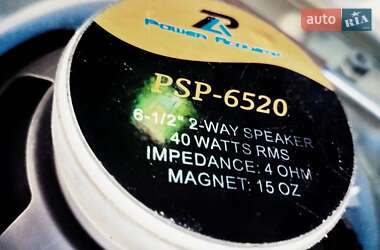 auto RIA
POWER ACOUSTIK
PSP-6520
6-1/2" 2-WAY SPEAKER
40 WATTS RMS
IMPEDANCE: 4 OHM
MAGNET: 15 OZ